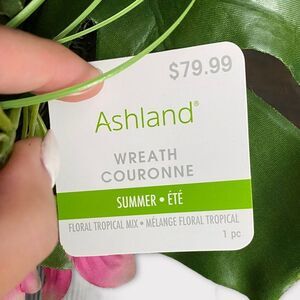 $79.99
Ashland®
WREATH
COURONNE
SUMMER • ÉTÉ
FLORAL TROPICAL MIX • MÉLANGE FLORAL TROPICAL
1 pc